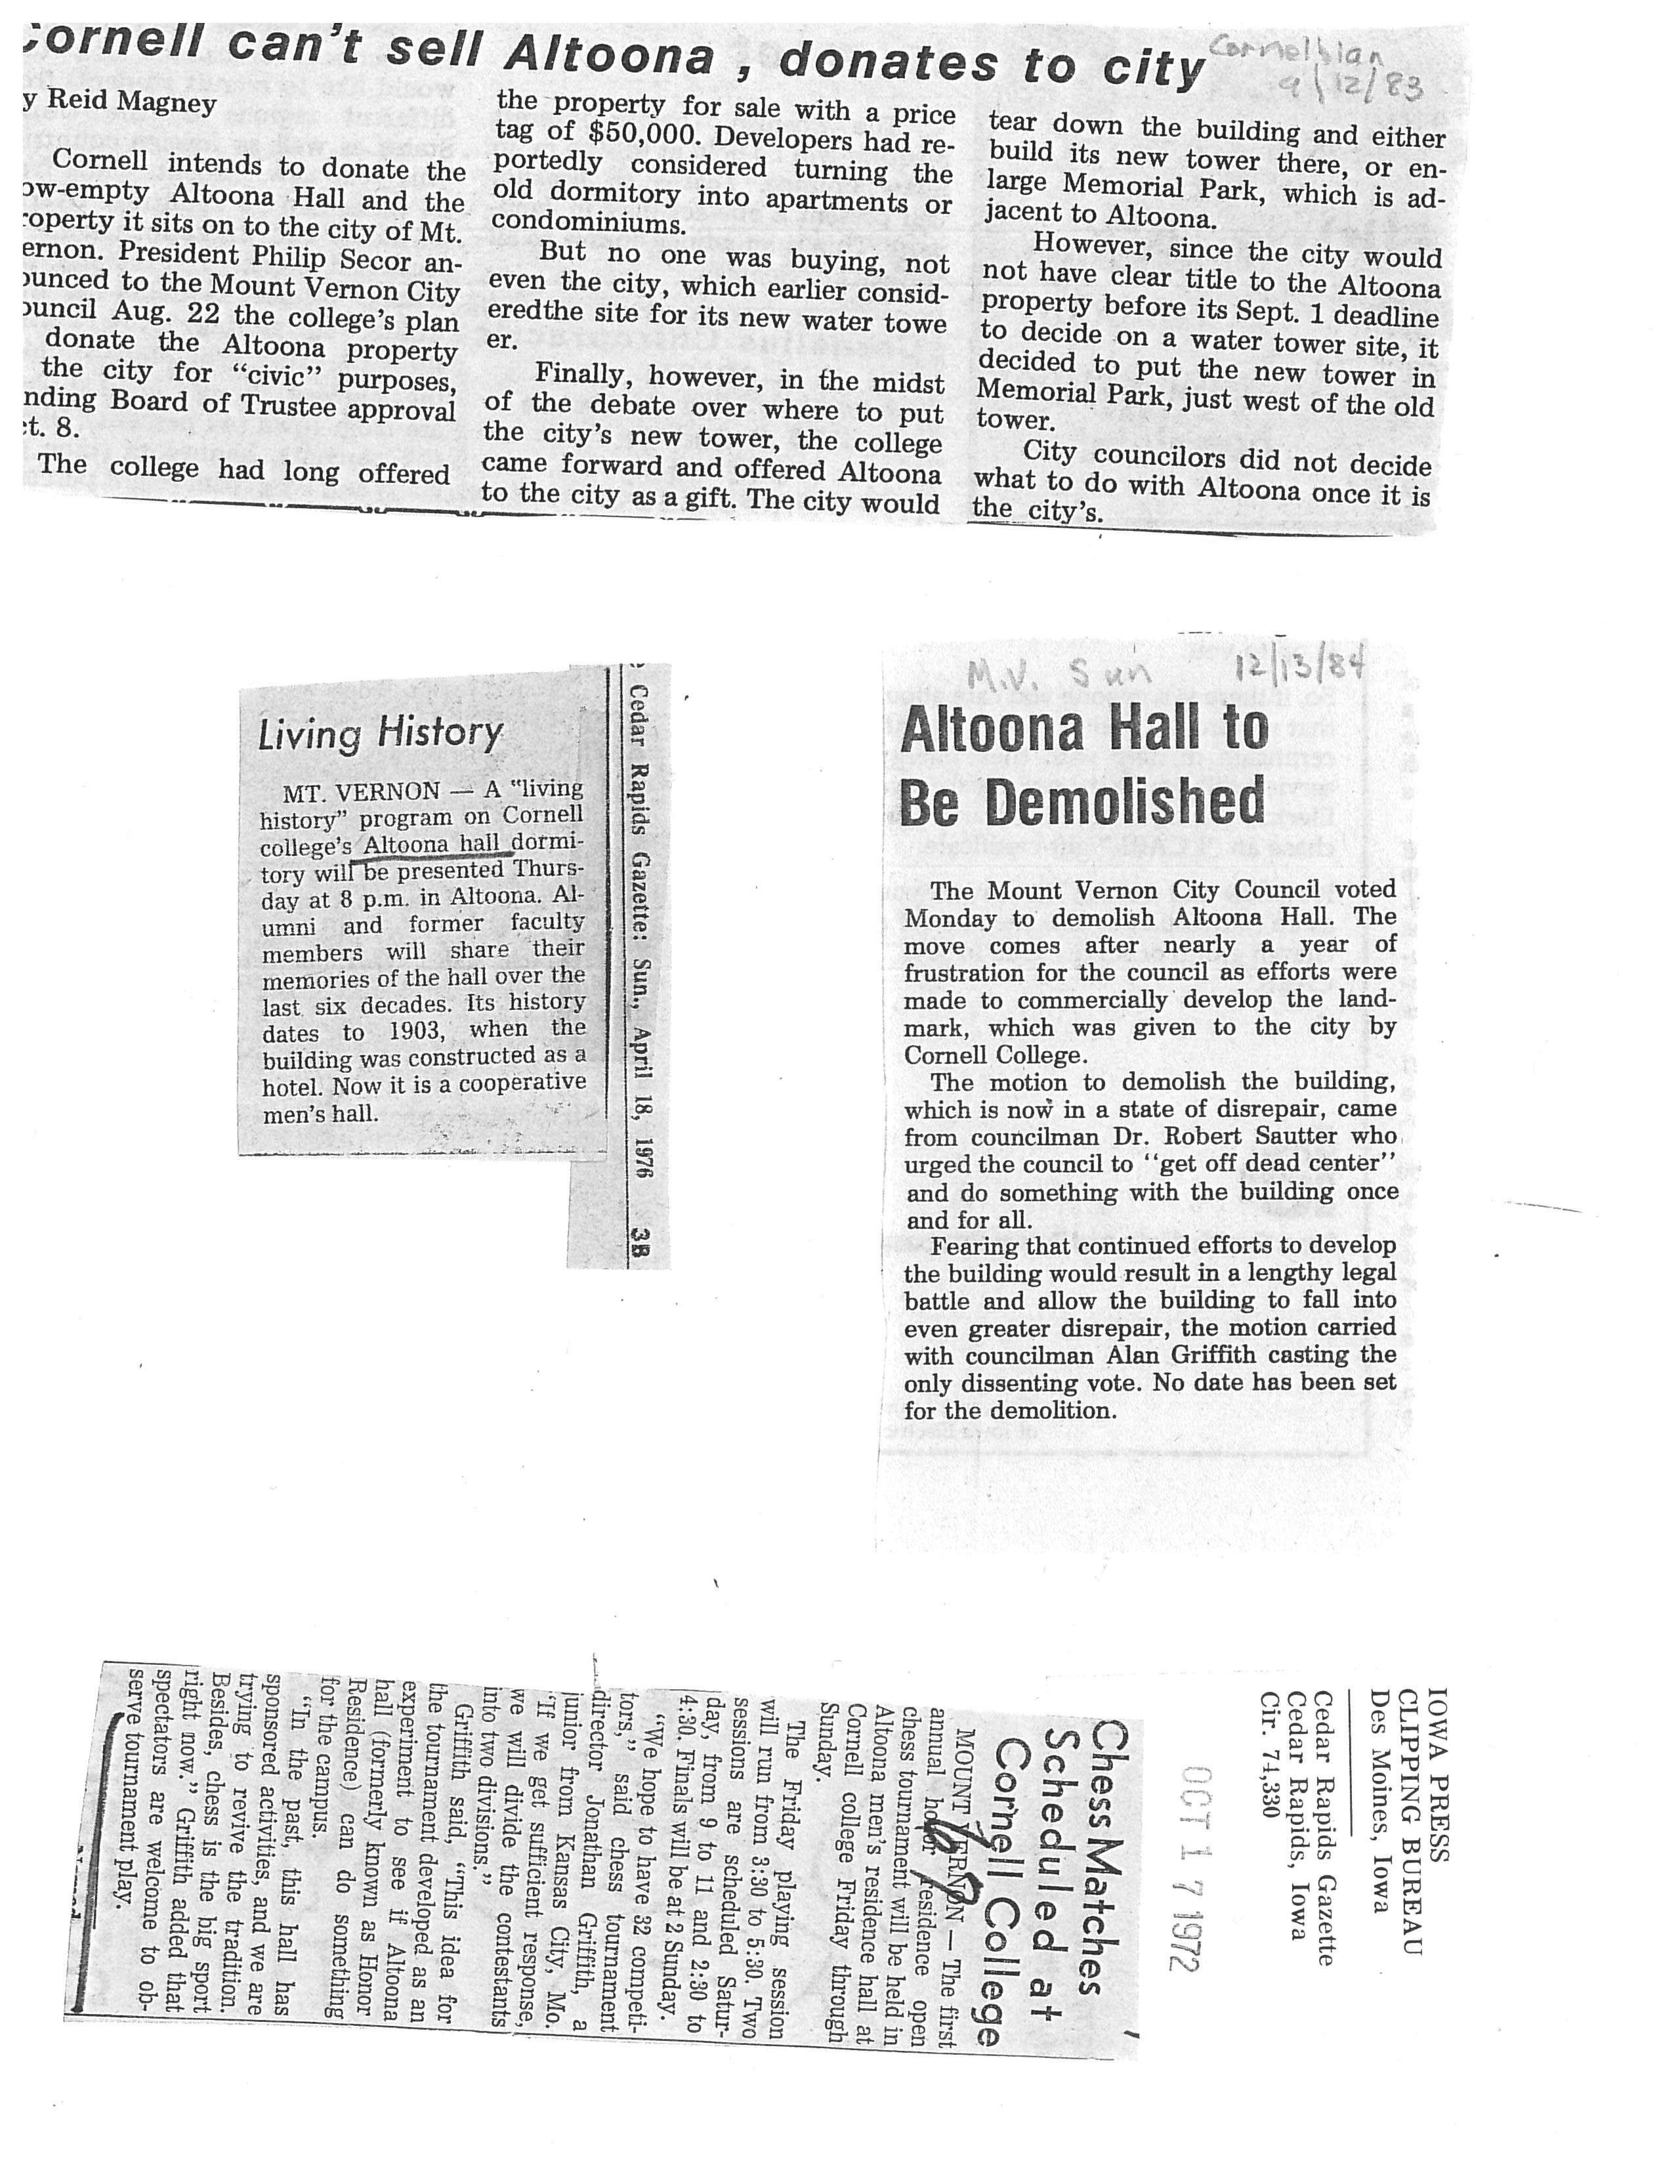 Cornell can't sell Altoona , donates to city
Cornellian
9/12/83
y Reid Magney
Cornell intends to donate the
ow-empty Altoona Hall and the
roperty it sits on to the city of Mt.
ernon. President Philip Secor an-
ounced to the Mount Vernon City
ouncil Aug. 22 the college's plan
donate the Altoona property
the city for "civic" purposes,
nding Board of Trustee approval
ct. 8.
The college had long offered
the property for sale with a price
tag of $50,000. Developers had re-
portedly considered turning the
old dormitory into apartments or
condominiums.
But no one was buying, not
even the city, which earlier consid-
eredthe site for its new water towe
er.
Finally, however, in the midst
of the debate over where to put
the city's new tower, the college
came forward and offered Altoona
to the city as a gift. The city would
tear down the building and either
build its new tower there, or en-
large Memorial Park, which is ad-
jacent to Altoona.
However, since the city would
not have clear title to the Altoona
property before its Sept. 1 deadline
to decide on a water tower site, it
decided to put the new tower in
Memorial Park, just west of the old
tower.
City councilors did not decide
what to do with Altoona once it is
the city's.
Living History
MT. VERNON — A "living
history" program on Cornell
college's Altoona hall dormi-
tory will be presented Thurs-
day at 8 p.m. in Altoona. Al-
umni and former faculty
members will share their
memories of the hall over the
last six decades. Its history
dates to 1903, when the
building was constructed as a
hotel. Now it is a cooperative
men's hall.
Cedar Rapids Gazette: Sun., April 18, 1976 3B
M.V. Sun 12/13/84
Altoona Hall to
Be Demolished
The Mount Vernon City Council voted
Monday to demolish Altoona Hall. The
move comes after nearly a year of
frustration for the council as efforts were
made to commercially develop the land-
mark, which was given to the city by
Cornell College.
The motion to demolish the building,
which is now in a state of disrepair, came
from councilman Dr. Robert Sautter who
urged the council to "get off dead center"
and do something with the building once
and for all.
Fearing that continued efforts to develop
the building would result in a lengthy legal
battle and allow the building to fall into
even greater disrepair, the motion carried
with councilman Alan Griffith casting the
only dissenting vote. No date has been set
for the demolition.
IOWA PRESS
CLIPPING BUREAU
Des Moines, Iowa
Cedar Rapids Gazette
Cedar Rapids, Iowa
Cir. 74,330
OCT 17 1972
Chess Matches
Scheduled at
Cornell College
MOUNT VERNON — The first
annual honor residence open
chess tournament will be held in
Altoona men's residence hall at
Cornell college Friday through
Sunday.
The Friday playing session
will run from 3:30 to 5:30. Two
sessions are scheduled Satur-
day, from 9 to 11 and 2:30 to
4:30. Finals will be at 2 Sunday.
"We hope to have 32 competi-
tors," said chess tournament
director Jonathan Griffith, a
junior from Kansas City, Mo.
"If we get sufficient response,
we will divide the contestants
into two divisions."
Griffith said, "This idea for
the tournament developed as an
experiment to see if Altoona
hall (formerly known as Honor
Residence) can do something
for the campus.
"In the past, this hall has
sponsored activities, and we are
trying to revive the tradition.
Besides, chess is the big sport
right now." Griffith added that
spectators are welcome to ob-
serve tournament play.